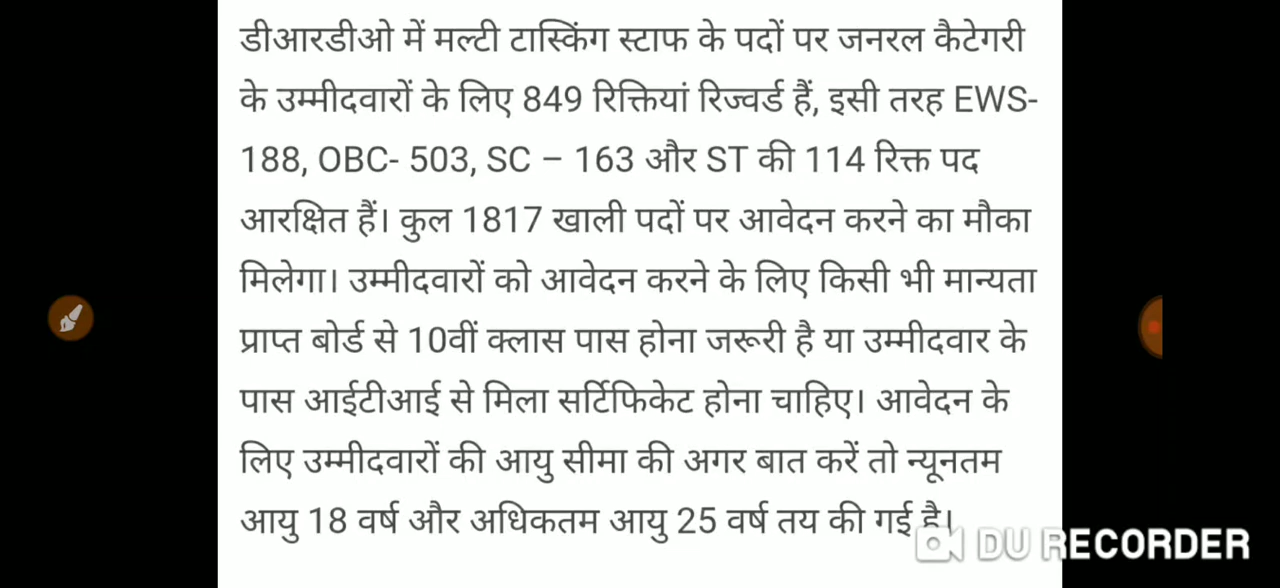 डीआरडीओ में मल्टी टास्किंग स्टाफ के पदों पर जनरल कैटेगरी
के उम्मीदवारों के लिए 849 रिक्तियां रिज्वर्ड हैं, इसी तरह EWS-
188, OBC- 503, SC – 163 और ST की 114 रिक्त पद
आरक्षित हैं। कुल 1817 खाली पदों पर आवेदन करने का मौका
मिलेगा। उम्मीदवारों को आवेदन करने के लिए किसी भी मान्यता
प्राप्त बोर्ड से 10वीं क्लास पास होना जरूरी है या उम्मीदवार के
पास आईटीआई से मिला सर्टिफिकेट होना चाहिए। आवेदन के
लिए उम्मीदवारों की आयु सीमा की अगर बात करें तो न्यूनतम
आयु 18 वर्ष और अधिकतम आयु 25 वर्ष तय की गई है।
DU RECORDER